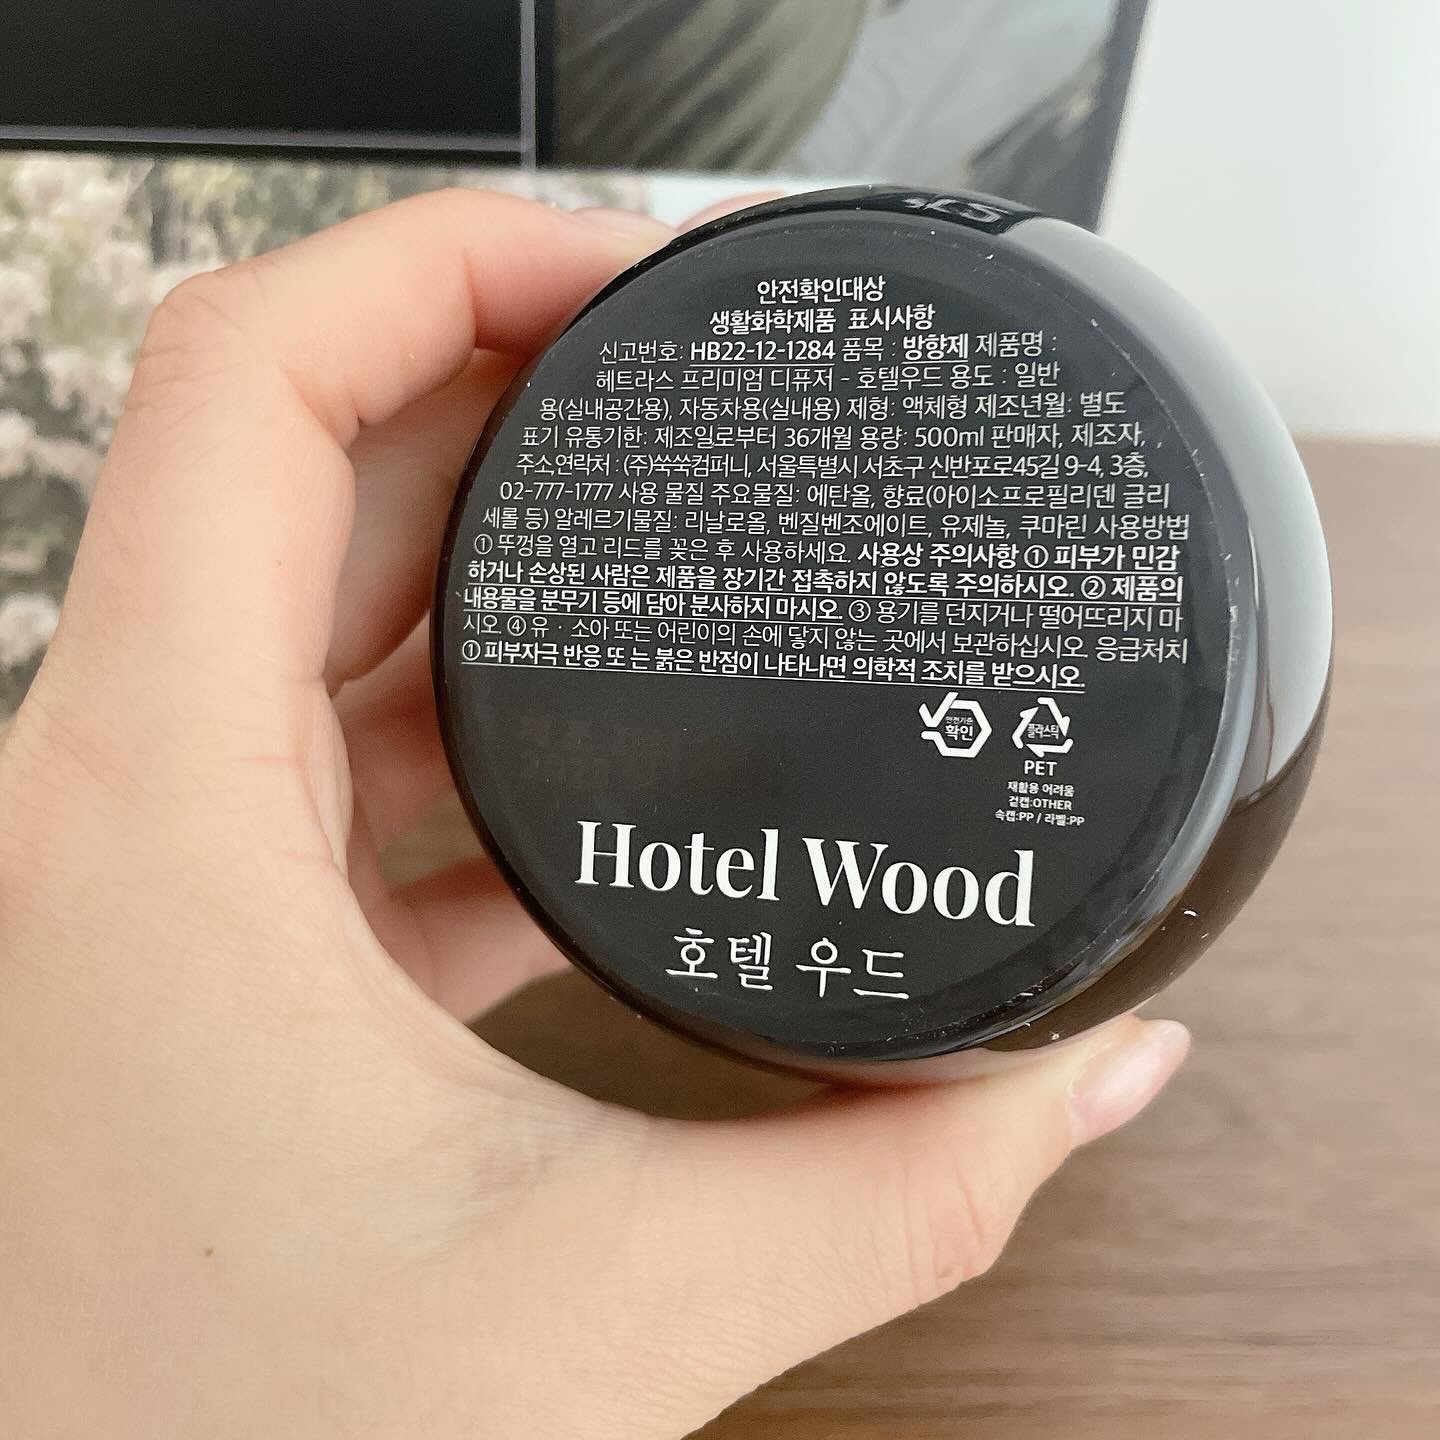 안전확인대상
생활화학제품 표시사항
신고번호: HB22-12-1284 품목 : 방향제 제품명 :
헤트라스 프리미엄 디퓨저 - 호텔우드 용도 : 일반
용(실내공간용), 자동차용(실내용) 제형: 액체형 제조년월: 별도
표기 유통기한: 제조일로부터 36개월 용량: 500ml 판매자, 제조자,
주소,연락처 : (주)쑥쑥컴퍼니, 서울특별시 서초구 신반포로45길 9-4, 3층,
02-777-1777 사용 물질 주요물질: 에탄올, 향료(아이소프로필리덴 글리
세롤 등) 알레르기물질: 리날로올, 벤질벤조에이트, 유제놀, 쿠마린 사용방법
① 뚜껑을 열고 리드를 꽂은 후 사용하세요. 사용상 주의사항 ① 피부가 민감
하거나 손상된 사람은 제품을 장기간 접촉하지 않도록 주의하시오. ② 제품의
내용물을 분무기 등에 담아 분사하지 마시오. ③ 용기를 던지거나 떨어뜨리지 마
시오. ④ 유 · 소아 또는 어린이의 손에 닿지 않는 곳에서 보관하십시오. 응급처치
① 피부자극 반응 또 는 붉은 반점이 나타나면 의학적 조치를 받으시오.
안전기준
확인
플라스틱
PET
재활용 어려움
겉캡:OTHER
속캡:PP / 라벨:PP
Hotel Wood
호텔 우드